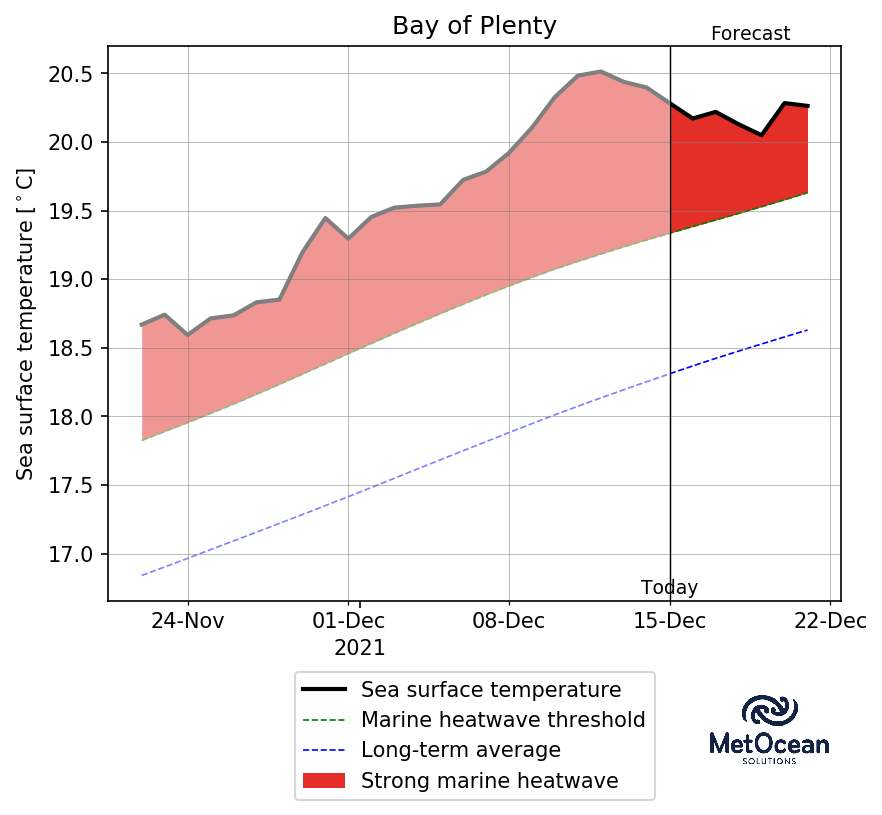 Bay of Plenty
Forecast
Sea surface temperature [°C]
20.5
20.0
19.5
19.0
18.5
18.0
17.5
17.0
Today
24-Nov 01-Dec 08-Dec 15-Dec 22-Dec
2021
Sea surface temperature
Marine heatwave threshold
Long-term average
Strong marine heatwave
MetOcean
SOLUTIONS